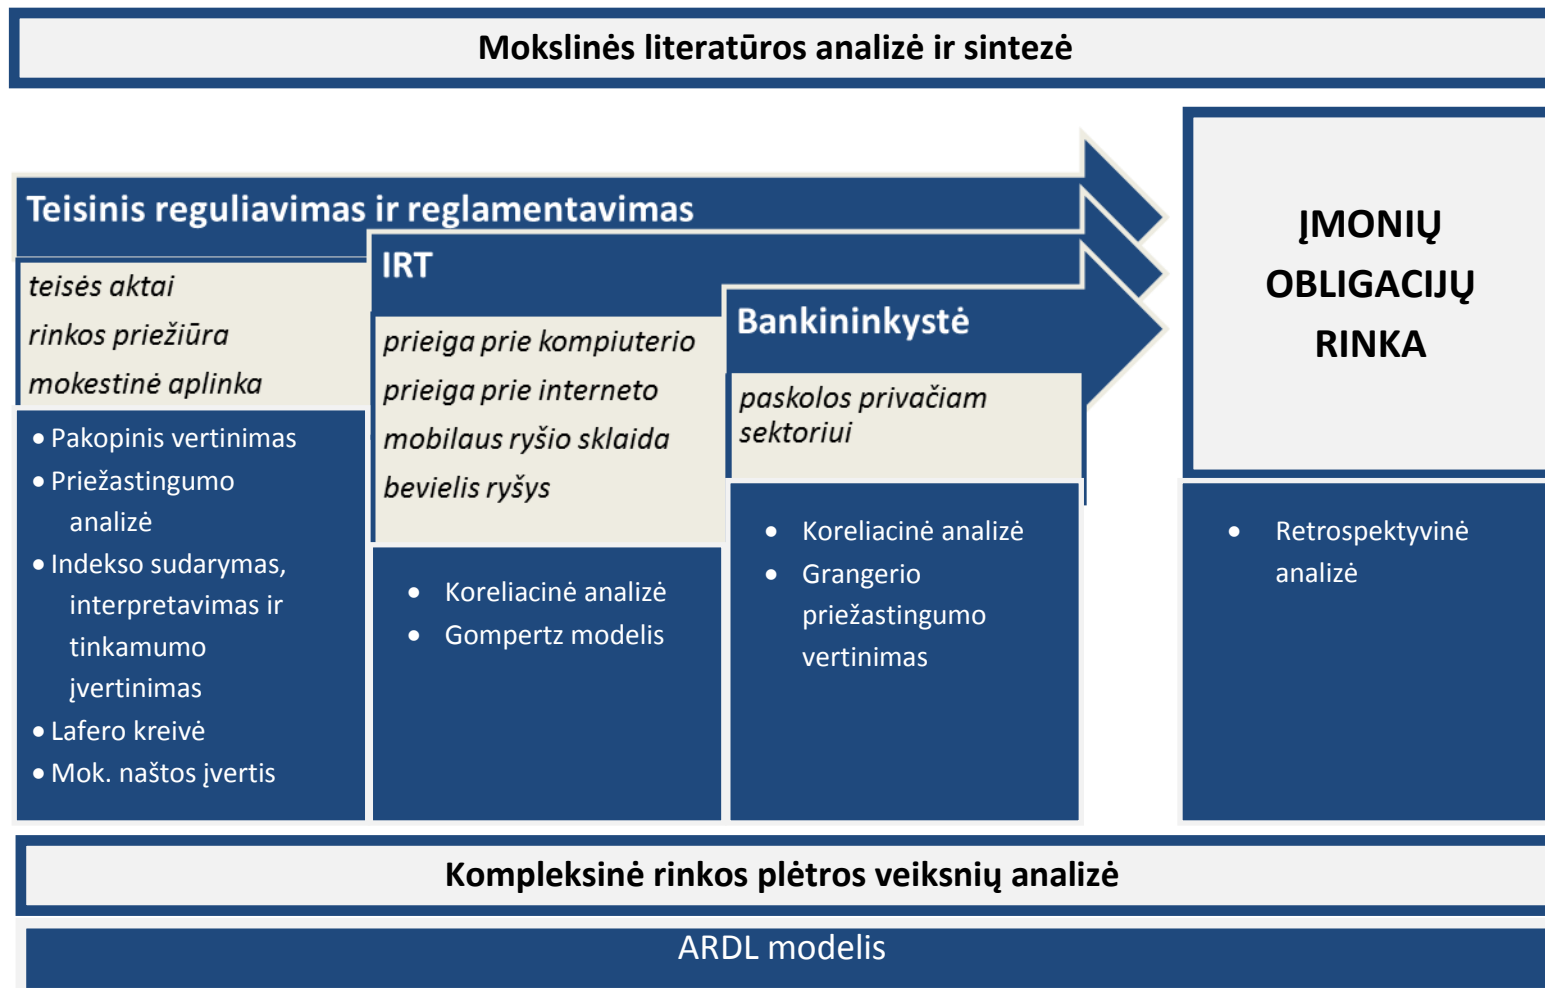 Mokslinės literatūros analizė ir sintezė
Teisinis reguliavimas ir reglamentavimas
teisės aktai
rinkos priežiūra
mokestinė aplinka
• Pakopinis vertinimas
• Priežastingumo
analizė
• Indekso sudarymas,
interpretavimas ir
tinkamumo
įvertinimas
• Lafero kreivė
• Mok. naštos įvertis
IRT
prieiga prie kompiuterio
prieiga prie interneto
mobilaus ryšio sklaida
bevielis ryšys
• Koreliacinė analizė
• Gompertz modelis
Bankininkystė
paskolos privačiam
sektoriui
• Koreliacinė analizė
• Grangerio
priežastingumo
vertinimas
ĮMONIŲ
OBLIGACIJŲ
RINKA
• Retrospektyvinė
analizė
Kompleksinė rinkos plėtros veiksnių analizė
ARDL modelis